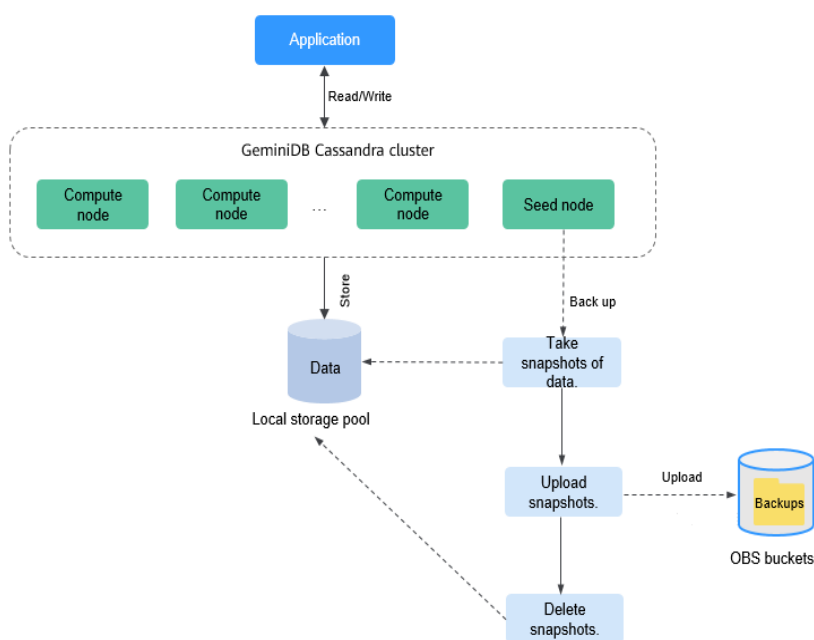 Application
Read/Write
GeminiDB Cassandra cluster
Compute
node
Compute
node
...
Compute
node
Seed node
Store
Back up
Take
snapshots of
data.
Data
Local storage pool
Upload
snapshots.
Upload
Backups
OBS buckets
Delete
snapshots.